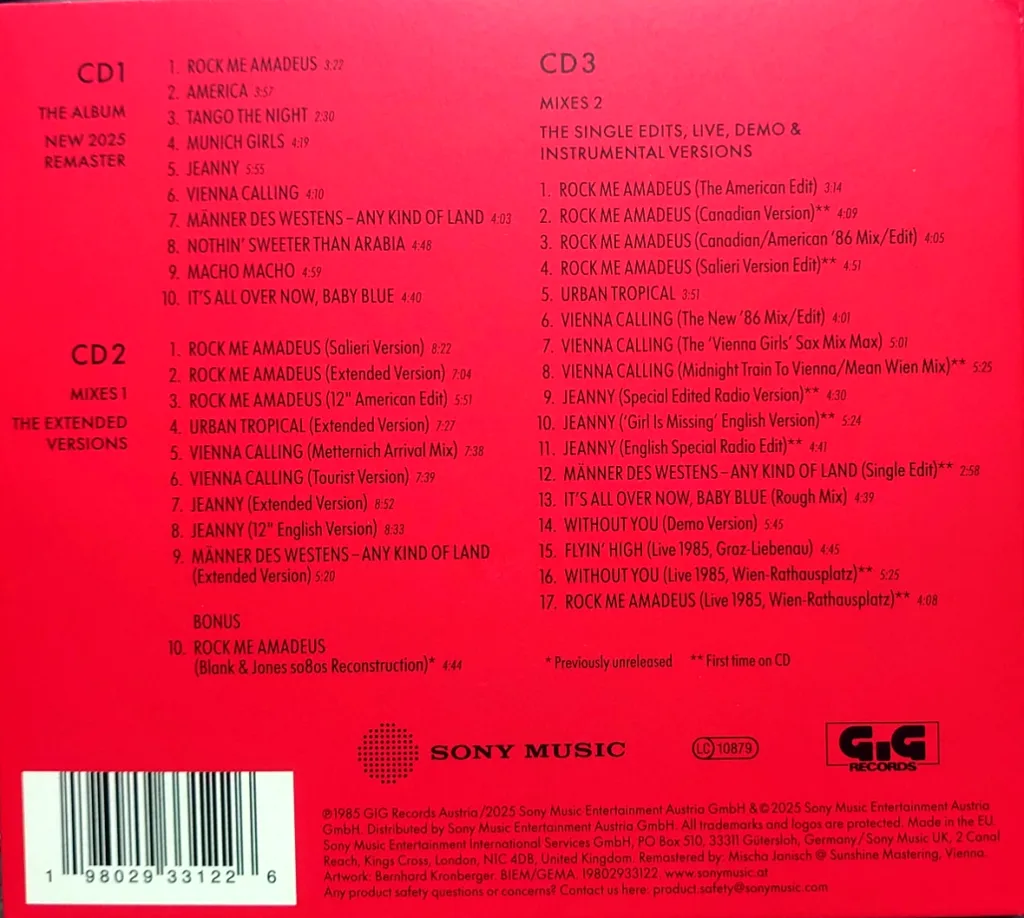 CD1
THE ALBUM
NEW 2025
REMASTER
1. ROCK ME AMADEUS 3:22
2. AMERICA 3:57
3. TANGO THE NIGHT 2:30
4. MUNICH GIRLS 4:19
5. JEANNY 5:55
6. VIENNA CALLING 4:10
7. MÄNNER DES WESTENS – ANY KIND OF LAND 4:03
8. NOTHIN' SWEETER THAN ARABIA 4:48
9. MACHO MACHO 4:59
10. IT'S ALL OVER NOW, BABY BLUE 4:40
CD2
MIXES 1
THE EXTENDED
VERSIONS
1. ROCK ME AMADEUS (Salieri Version) 8:22
2. ROCK ME AMADEUS (Extended Version) 7:04
3. ROCK ME AMADEUS (12" American Edit) 5:51
4. URBAN TROPICAL (Extended Version) 7:27
5. VIENNA CALLING (Metternich Arrival Mix) 7:38
6. VIENNA CALLING (Tourist Version) 7:39
7. JEANNY (Extended Version) 8:52
8. JEANNY (12" English Version) 8:33
9. MÄNNER DES WESTENS – ANY KIND OF LAND
(Extended Version) 5:20
BONUS
10. ROCK ME AMADEUS
(Blank & Jones so8os Reconstruction)* 4:44
CD3
MIXES 2
THE SINGLE EDITS, LIVE, DEMO &
INSTRUMENTAL VERSIONS
1. ROCK ME AMADEUS (The American Edit) 3:14
2. ROCK ME AMADEUS (Canadian Version)** 4:09
3. ROCK ME AMADEUS (Canadian/American '86 Mix/Edit) 4:05
4. ROCK ME AMADEUS (Salieri Version Edit)** 4:51
5. URBAN TROPICAL 3:51
6. VIENNA CALLING (The New '86 Mix/Edit) 4:01
7. VIENNA CALLING (The 'Vienna Girls' Sax Mix Max) 5:01
8. VIENNA CALLING (Midnight Train To Vienna/Mean Wien Mix)** 5:25
9. JEANNY (Special Edited Radio Version)** 4:30
10. JEANNY ('Girl Is Missing' English Version)** 5:24
11. JEANNY (English Special Radio Edit)** 4:41
12. MÄNNER DES WESTENS – ANY KIND OF LAND (Single Edit)** 2:58
13. IT'S ALL OVER NOW, BABY BLUE (Rough Mix) 4:39
14. WITHOUT YOU (Demo Version) 5:45
15. FLYIN' HIGH (Live 1985, Graz-Liebenau) 4:45
16. WITHOUT YOU (Live 1985, Wien-Rathausplatz)** 5:25
17. ROCK ME AMADEUS (Live 1985, Wien-Rathausplatz)** 4:08
* Previously unreleased ** First time on CD
SONY MUSIC
LC 10879
GiG
RECORDS
℗1985 GIG Records Austria/2025 Sony Music Entertainment Austria GmbH & ©2025 Sony Music Entertainment Austria
GmbH. Distributed by Sony Music Entertainment Austria GmbH. All trademarks and logos are protected. Made in the EU.
Sony Music Entertainment International Services GmbH, PO Box 510, 33311 Gütersloh, Germany/Sony Music UK, 2 Canal
Reach, Kings Cross, London, N1C 4DB, United Kingdom. Remastered by: Mischa Janisch @ Sunshine Mastering, Vienna.
Artwork: Bernhard Kronberger. BIEM/GEMA. 19802933122. www.sonymusic.at
Any product safety questions or concerns? Contact us here: product.safety@sonymusic.com
1 98029 33122 6